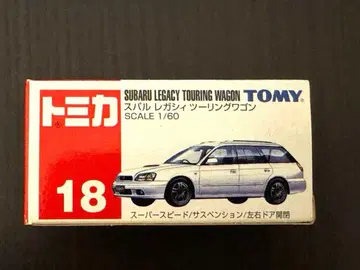 トミカ
18
SUBARU LEGACY TOURING WAGON TOMY
スバル レガシィ ツーリングワゴン
SCALE 1/60
スーパースピード/サスペンション/左右ドア開閉